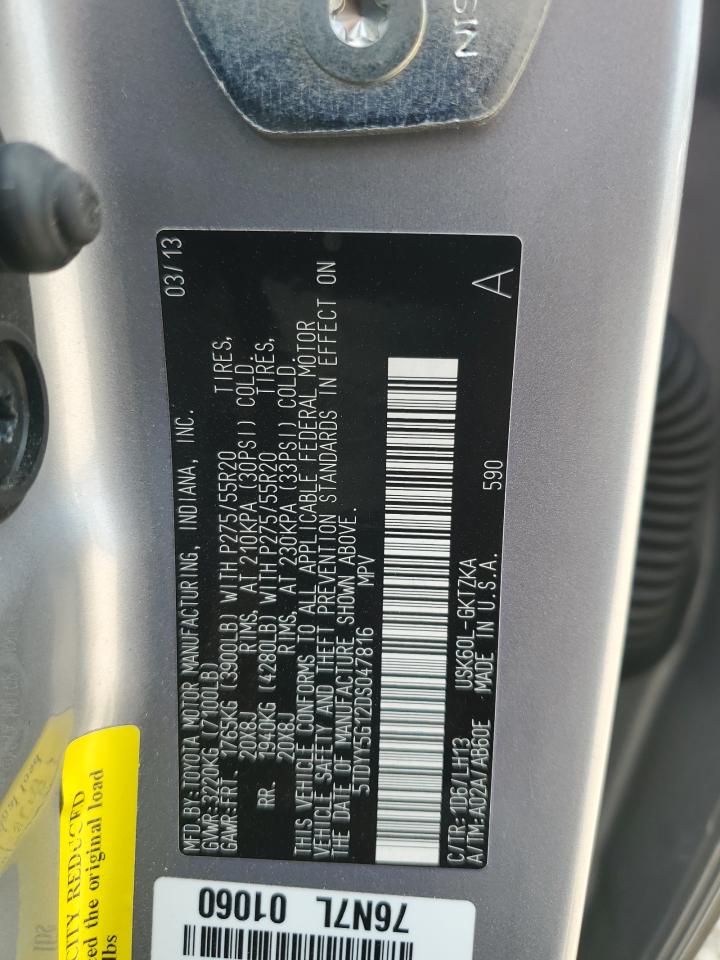 MFD.BY:TOYOTA MOTOR MANUFACTURING, INDIANA, INC. 03/13
GVWR:3220KG (7100LB)
GAWR:FRT. 1765KG (3900LB) WITH P275/55R20 TIRES,
20X8J RIMS, AT 210KPA (30PSI) COLD.
RR. 1940KG (4280LB) WITH P275/55R20 TIRES,
20X8J RIMS, AT 230KPA (33PSI) COLD.
THIS VEHICLE CONFORMS TO ALL APPLICABLE FEDERAL MOTOR
VEHICLE SAFETY AND THEFT PREVENTION STANDARDS IN EFFECT ON
THE DATE OF MANUFACTURE SHOWN ABOVE.
5TDYY5G12DS047816 MPV
C/TR: 1D6/LH13 USK60L-GKTZKA 590
A/TM:A02A/AB60E MADE IN U.S.A. A
CITY REDUCED
the original load
lbs
76N7L
01060